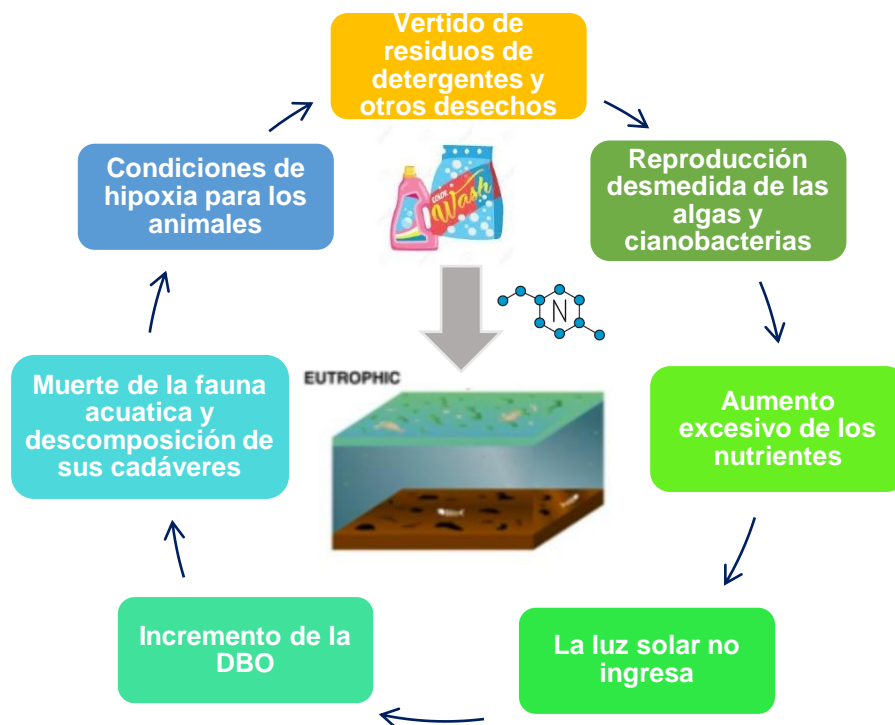 Vertido de
residuos de
detergentes y
otros desechos
Reproducción
desmedida de las
algas y
cianobacterias
Aumento
excesivo de los
nutrientes
La luz solar no
ingresa
Incremento de la
DBO
Muerte de la fauna
acuatica y
descomposición de
sus cadáveres
Condiciones de
hipoxia para los
animales
COLOR
Wash
N
EUTROPHIC